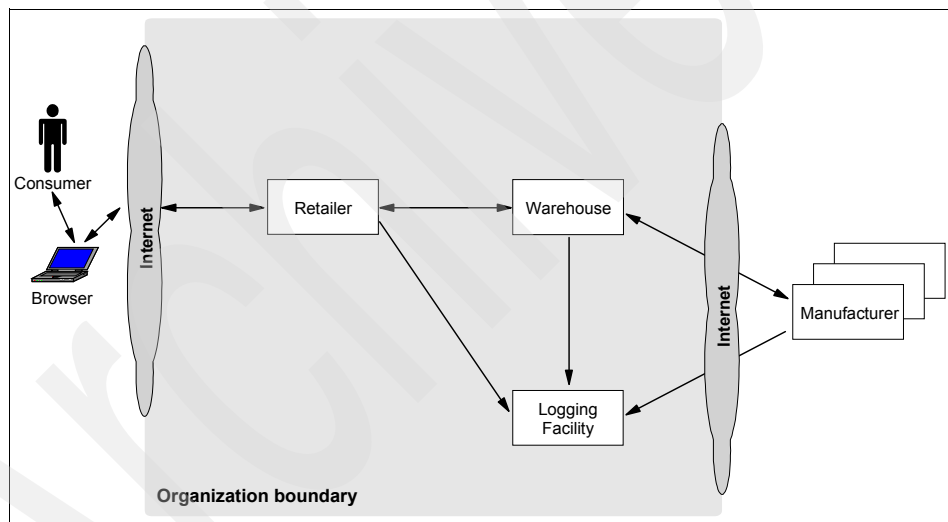 Consumer
Browser
Internet
Retailer
Warehouse
Logging
Facility
Internet
Manufacturer
Organization boundary